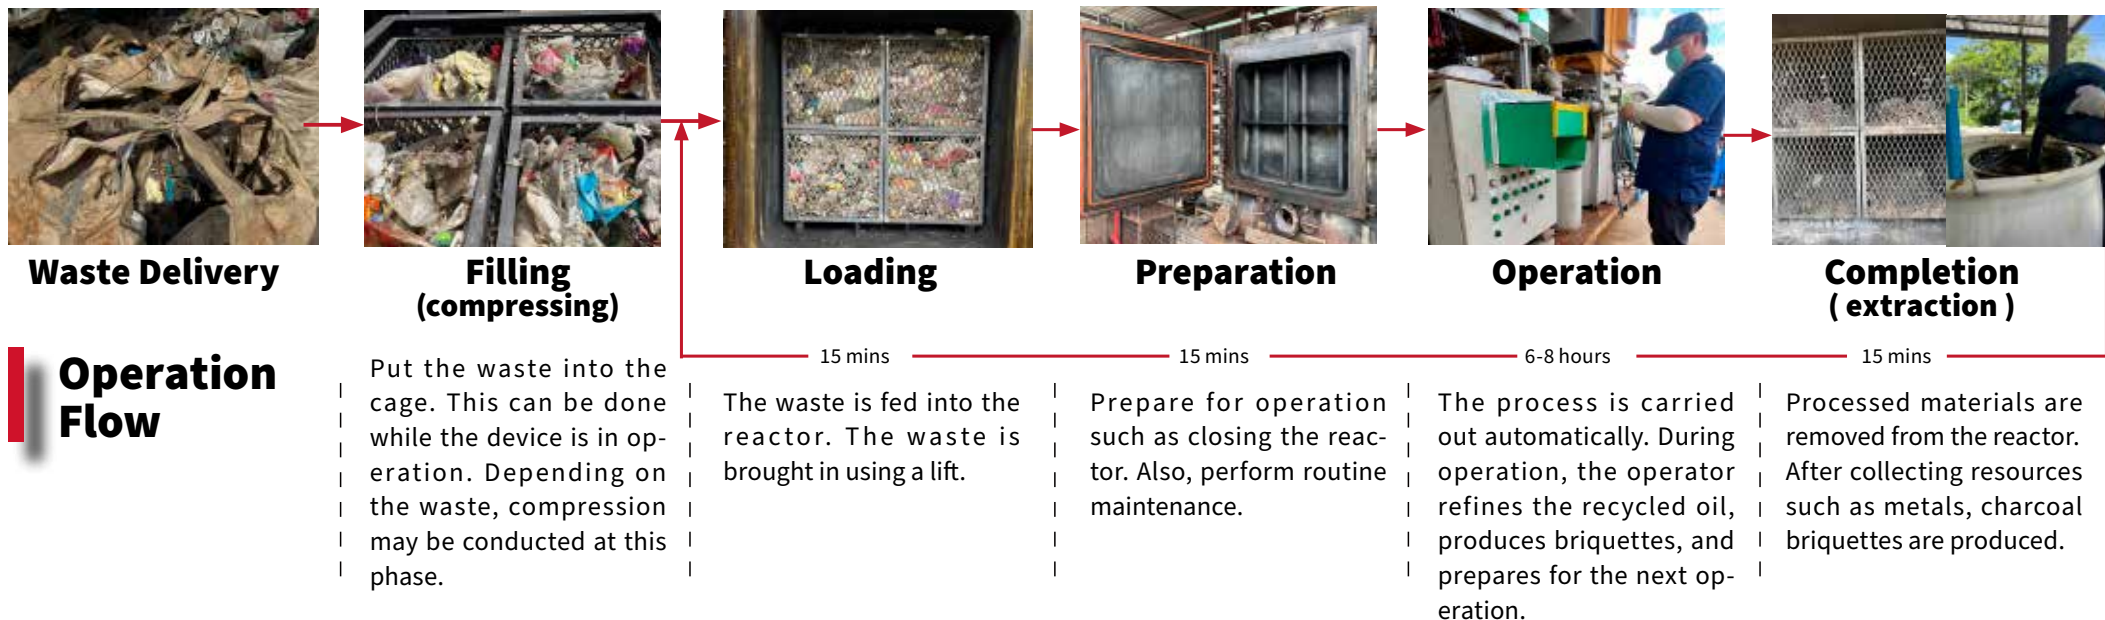 Waste Delivery
Filling
(compressing)
Loading
Preparation
Operation
Completion
( extraction )
Operation
Flow
15 mins
15 mins
6-8 hours
15 mins
Put the waste into the
cage. This can be done
while the device is in op-
eration. Depending on
the waste, compression
may be conducted at this
phase.
The waste is fed into the
reactor. The waste is
brought in using a lift.
Prepare for operation
such as closing the reac-
tor. Also, perform routine
maintenance.
The process is carried
out automatically. During
operation, the operator
refines the recycled oil,
produces briquettes, and
prepares for the next op-
eration.
Processed materials are
removed from the reactor.
After collecting resources
such as metals, charcoal
briquettes are produced.